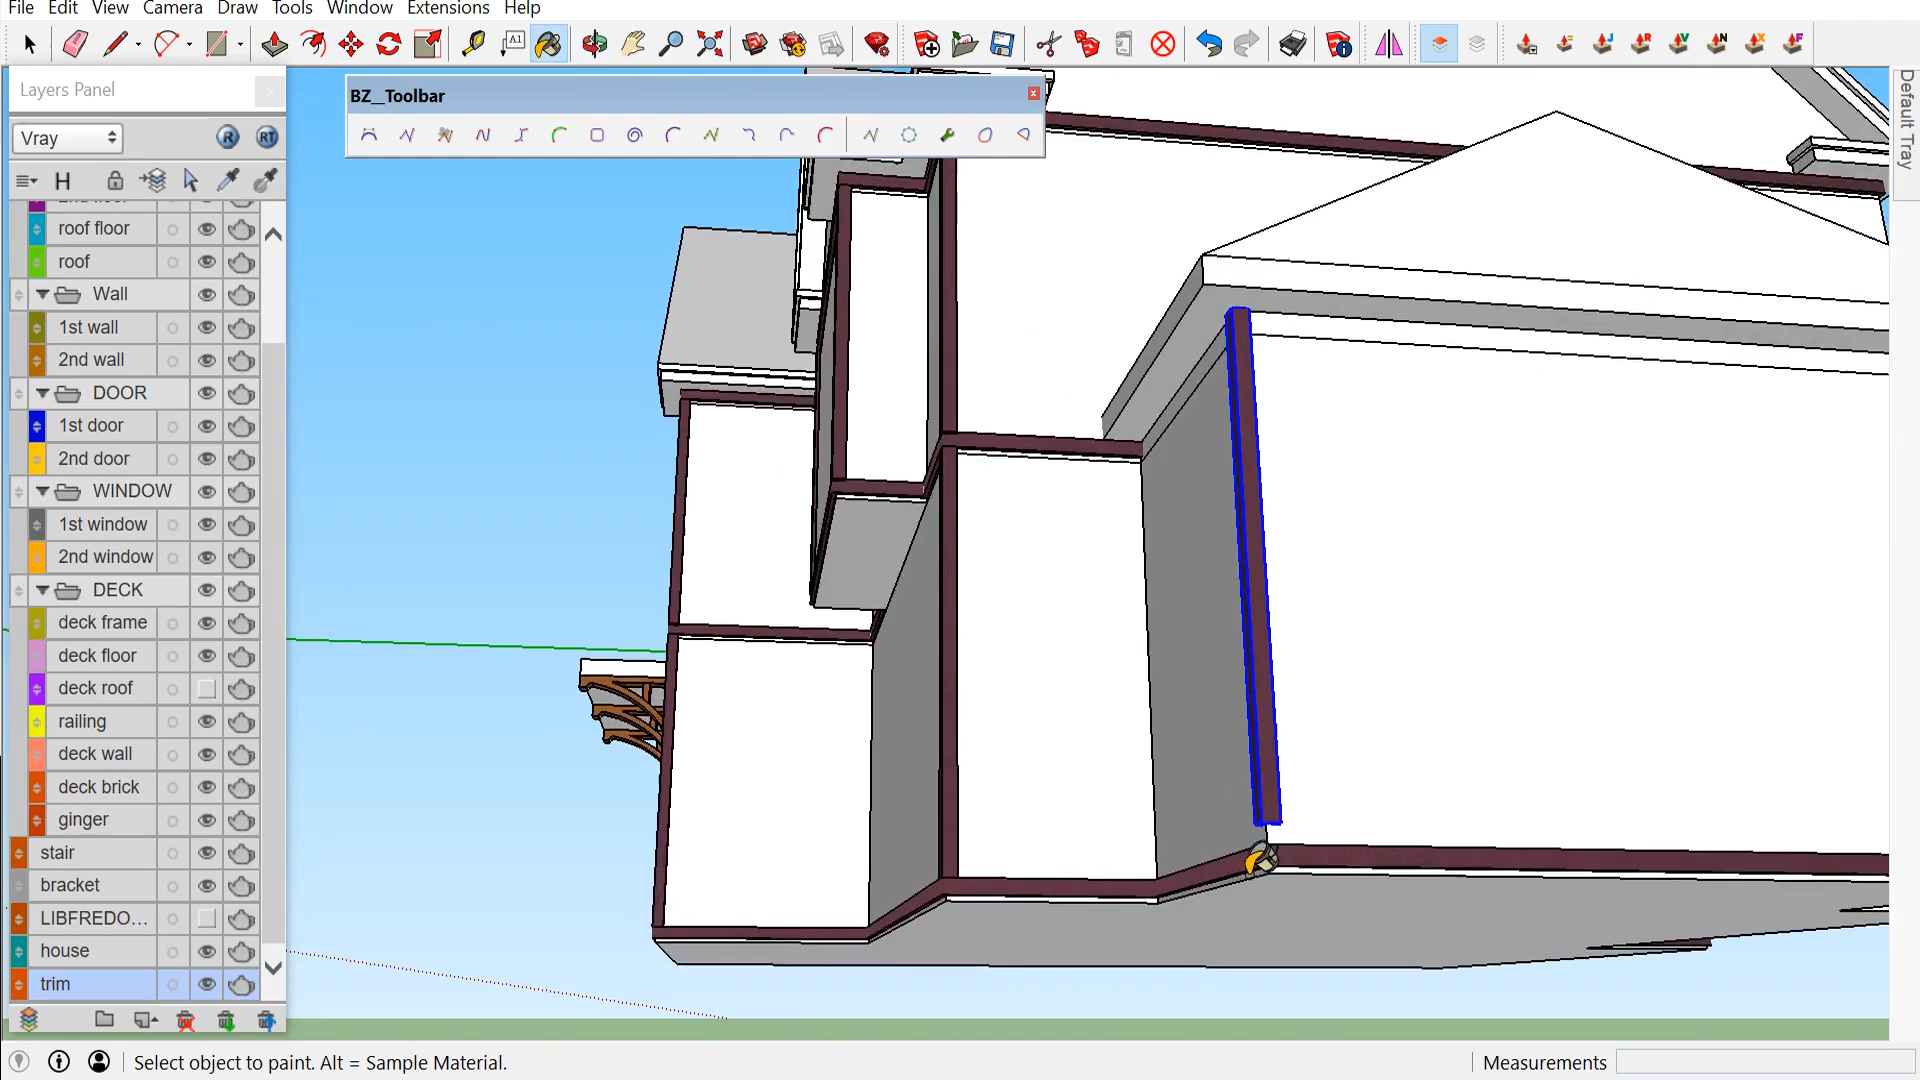 File Edit View Camera Draw Tools Window Extensions Help
A1
J R V N X F
Layers Panel
BZ__Toolbar
Default Tray
Vray
R RT
H
roof floor
roof
Wall
1st wall
2nd wall
DOOR
1st door
2nd door
WINDOW
1st window
2nd window
DECK
deck frame
deck floor
deck roof
railing
deck wall
deck brick
ginger
stair
bracket
LIBFREDO...
house
trim
Select object to paint. Alt = Sample Material.
Measurements